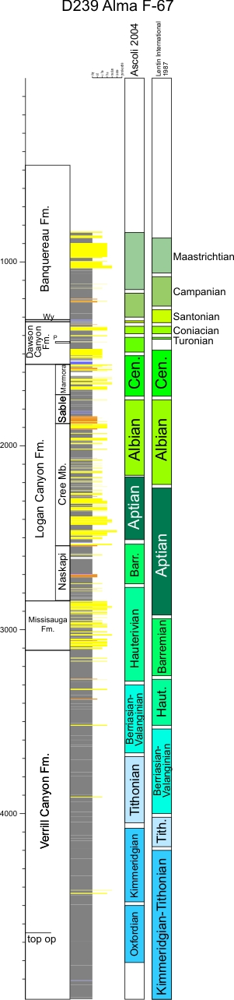 D239 Alma F-67
Ascoli 2004
Lentin International
1987
1000
2000
3000
4000
Banquereau Fm.
Wy
Dawson
Canyon
Fm.
P
Marmora
Sable
Logan Canyon Fm.
Cree Mb.
Naskapi
Missisauga
Fm.
Verrill Canyon Fm.
top op
Cen.
Albian
Aptian
Barr.
Hauterivian
Berriasian-
Valanginian
Tithonian
Kimmeridgian
Oxfordian
Cen.
Albian
Aptian
Barremian
Haut.
Berriasian-
Valanginian
Tith.
Kimmeridgian-Tithonian
Maastrichtian
Campanian
Santonian
Coniacian
Turonian